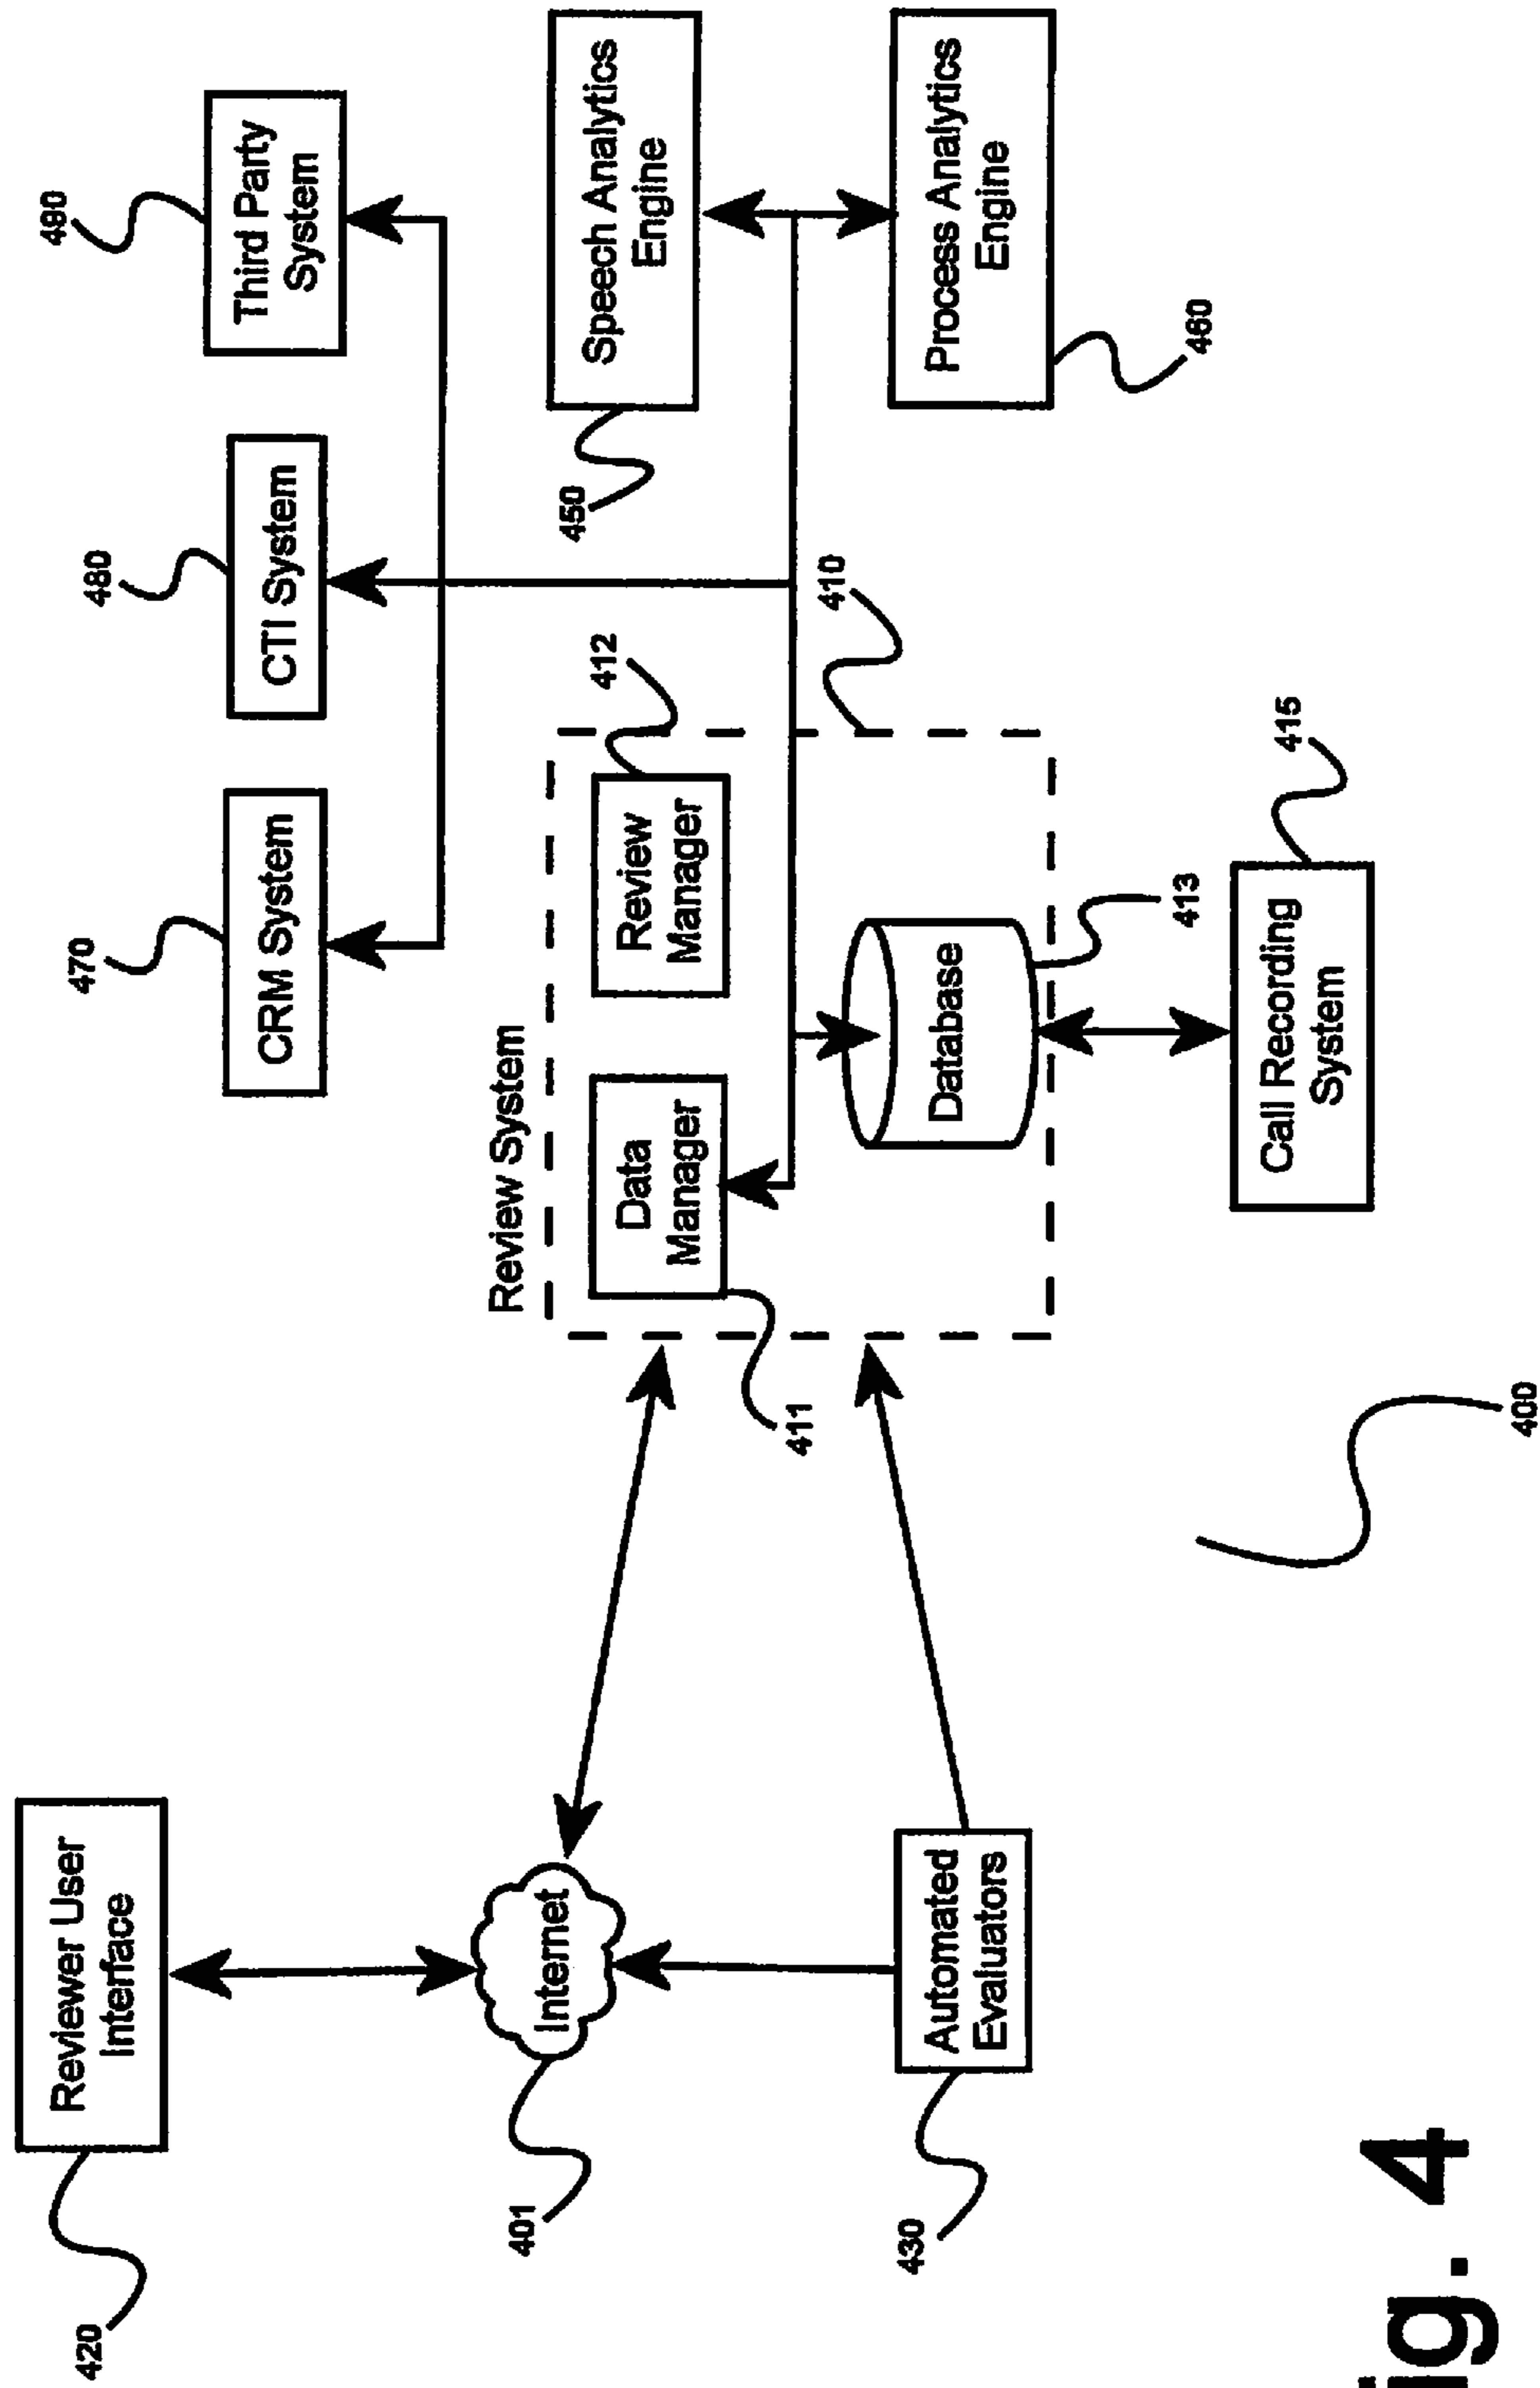 420
Reviewer User
Interface
470
CRM System
480
CTI System
490
Third Party
System
401
Internet
Review System
411
Data
Manager
412
Review
Manager
450
Speech Analytics
Engine
410
430
Automated
Evaluators
Database
413
Process Analytics
Engine
460
Call Recording
System
415
400
ig. 4